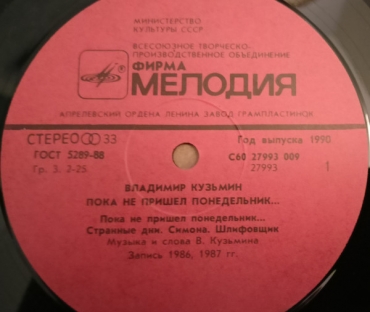 МИНИСТЕРСТВО
КУЛЬТУРЫ СССР
ВСЕСОЮЗНОЕ ТВОРЧЕСКО-
ПРОИЗВОДСТВЕННОЕ ОБЪЕДИНЕНИЕ
ФИРМА
МЕЛОДИЯ
АПРЕЛЕВСКИЙ ОРДЕНА ЛЕНИНА ЗАВОД ГРАМПЛАСТИНОК
СТЕРЕО 33
Год выпуска 1990
ГОСТ 5289-88
С60 27993 009
Гр. 3. 2-25
27993
1
ВЛАДИМИР КУЗЬМИН
ПОКА НЕ ПРИШЕЛ ПОНЕДЕЛЬНИК...
Пока не пришел понедельник...
Странные дни. Симона. Шлифовщик
Музыка и слова В. Кузьмина
Запись 1986, 1987 гг.